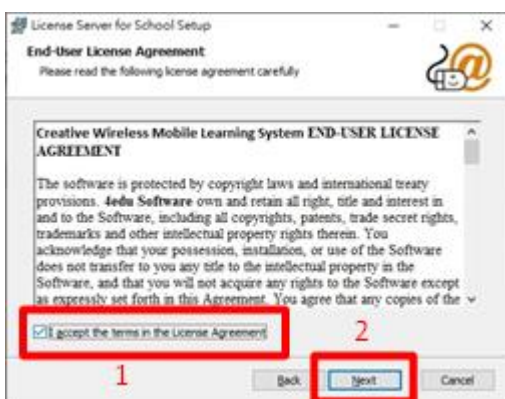 License Server for School Setup
End-User License Agreement
Please read the following license agreement carefully
Creative Wireless Mobile Learning System END-USER LICENSE
AGREEMENT
The software is protected by copyright laws and international treaty
provisions. 4edu Software own and retain all right, title and interest in
and to the Software, including all copyrights, patents, trade secret rights,
trademarks and other intellectual property rights therein. You
acknowledge that your possession, installation, or use of the Software
does not transfer to you any title to the intellectual property in the
Software, and that you will not acquire any rights to the Software except
as expressly set forth in this Agreement. You agree that any copies of the
I accept the terms in the License Agreement
1
2
Back
Next
Cancel